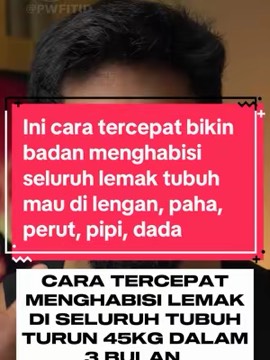 @PWFITID
Ini cara tercepat bikin
badan menghabisi
seluruh lemak tubuh
mau di lengan, paha,
perut, pipi, dada
CARA TERCEPAT
MENGHABISI LEMAK
DI SELURUH TUBUH
TURUN 45KG DALAM
3 BULAN